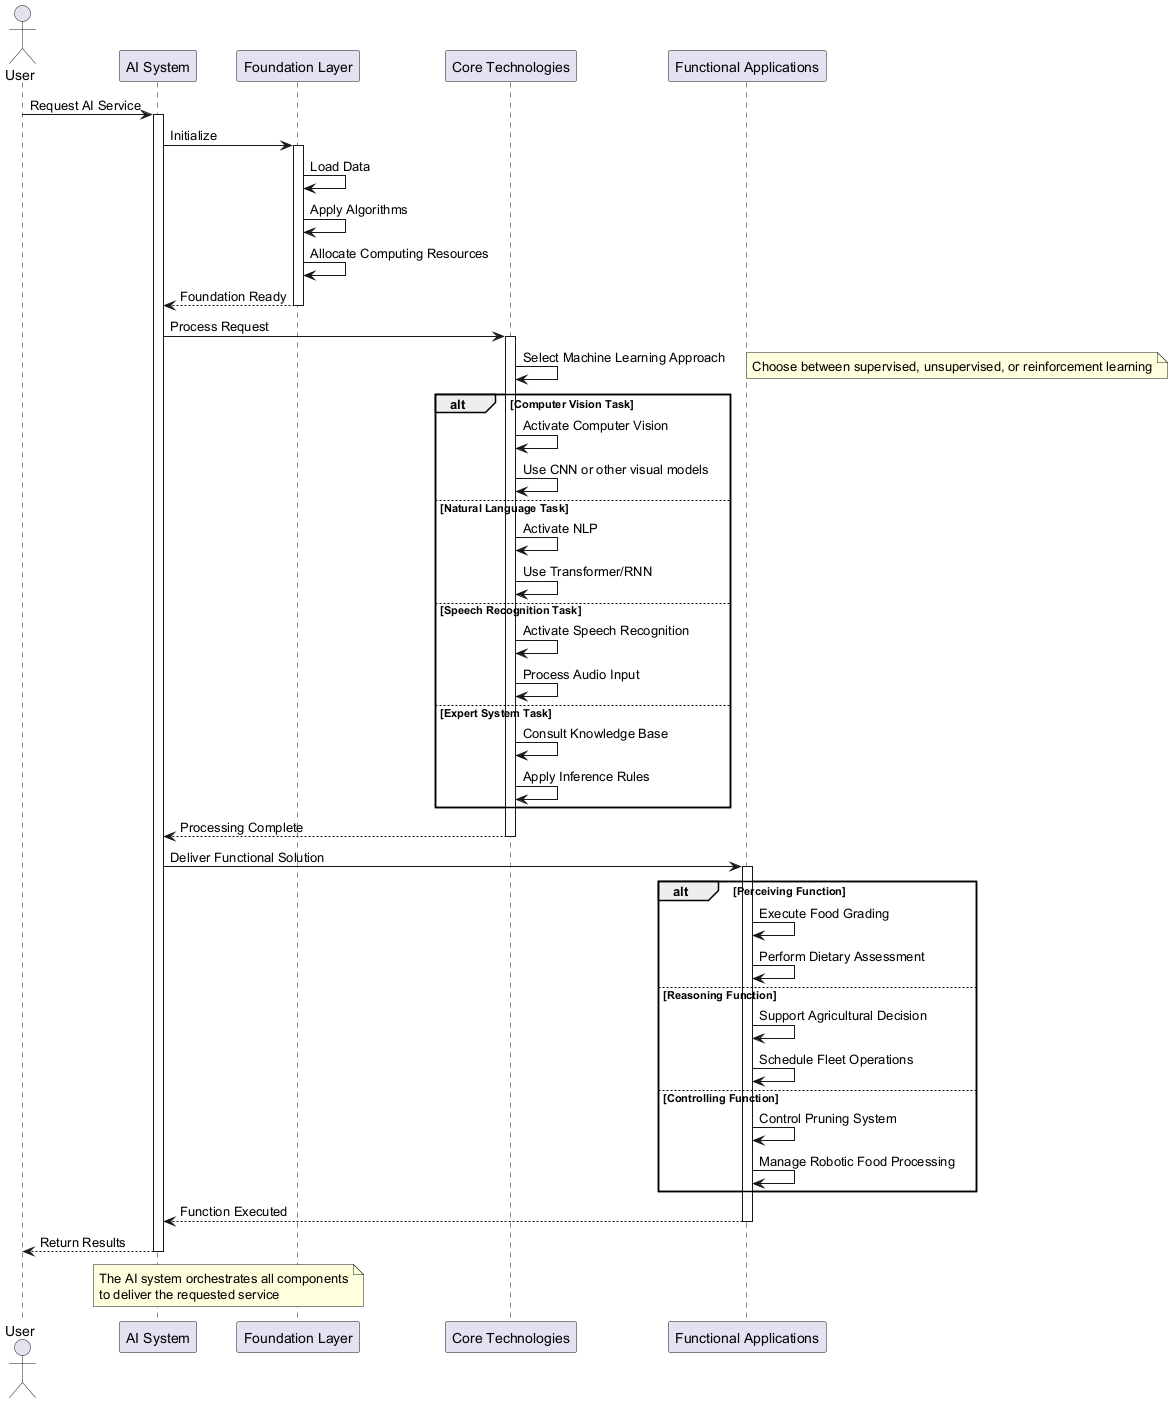 User
AI System
Foundation Layer
Core Technologies
Functional Applications
Request AI Service
Initialize
Load Data
Apply Algorithms
Allocate Computing Resources
Foundation Ready
Process Request
Select Machine Learning Approach
Choose between supervised, unsupervised, or reinforcement learning
alt
[Computer Vision Task]
Activate Computer Vision
Use CNN or other visual models
[Natural Language Task]
Activate NLP
Use Transformer/RNN
[Speech Recognition Task]
Activate Speech Recognition
Process Audio Input
[Expert System Task]
Consult Knowledge Base
Apply Inference Rules
Processing Complete
Deliver Functional Solution
alt
[Perceiving Function]
Execute Food Grading
Perform Dietary Assessment
[Reasoning Function]
Support Agricultural Decision
Schedule Fleet Operations
[Controlling Function]
Control Pruning System
Manage Robotic Food Processing
Function Executed
Return Results
The AI system orchestrates all components
to deliver the requested service
User
AI System
Foundation Layer
Core Technologies
Functional Applications